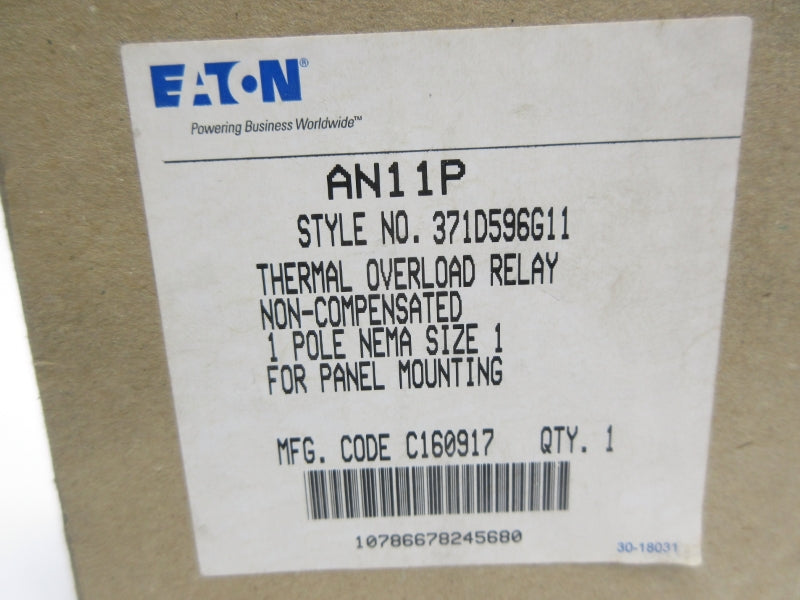 EATON®
Powering Business Worldwide™
AN11P
STYLE NO. 371D596G11
THERMAL OVERLOAD RELAY
NON-COMPENSATED
1 POLE NEMA SIZE 1
FOR PANEL MOUNTING
MFG. CODE C160917 QTY. 1
10786678245680
30-18031